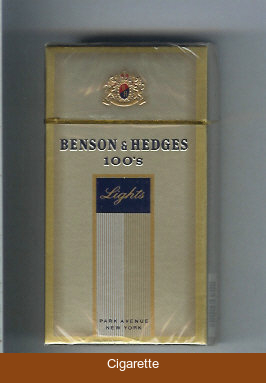 BENSON & HEDGES
100's
Lights
PARK AVENUE
NEW YORK
Cigarette